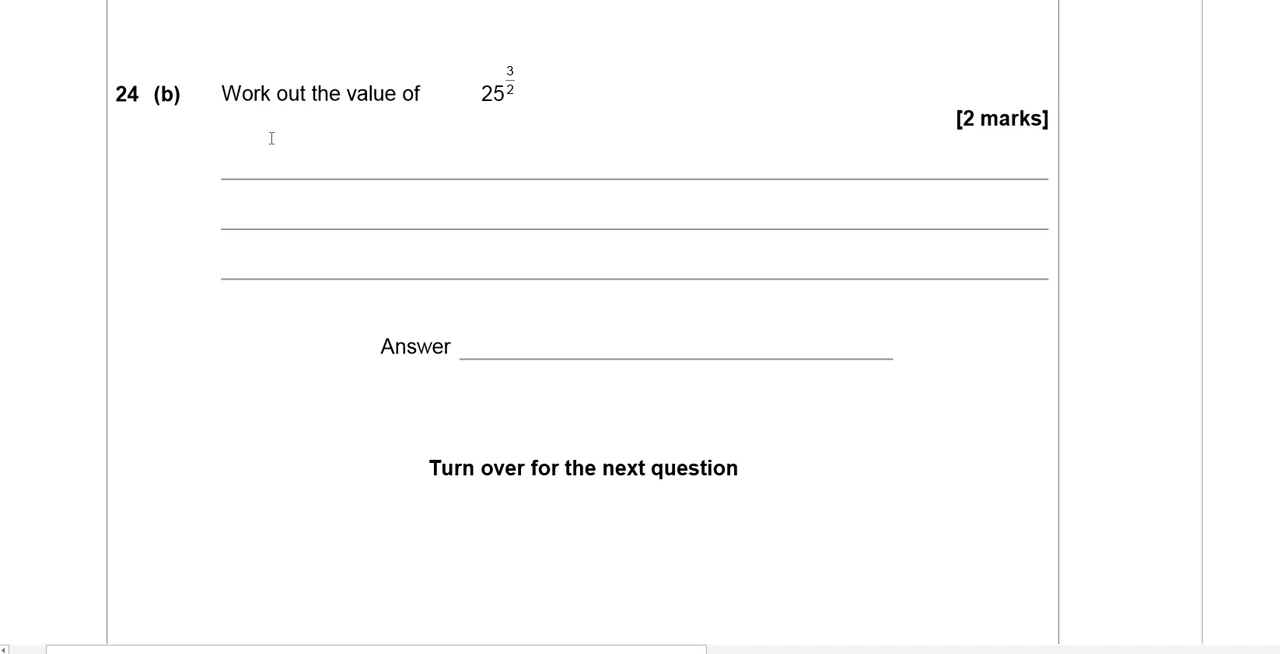 24 (b) Work out the value of 25^{3/2}
[2 marks]
Answer
Turn over for the next question